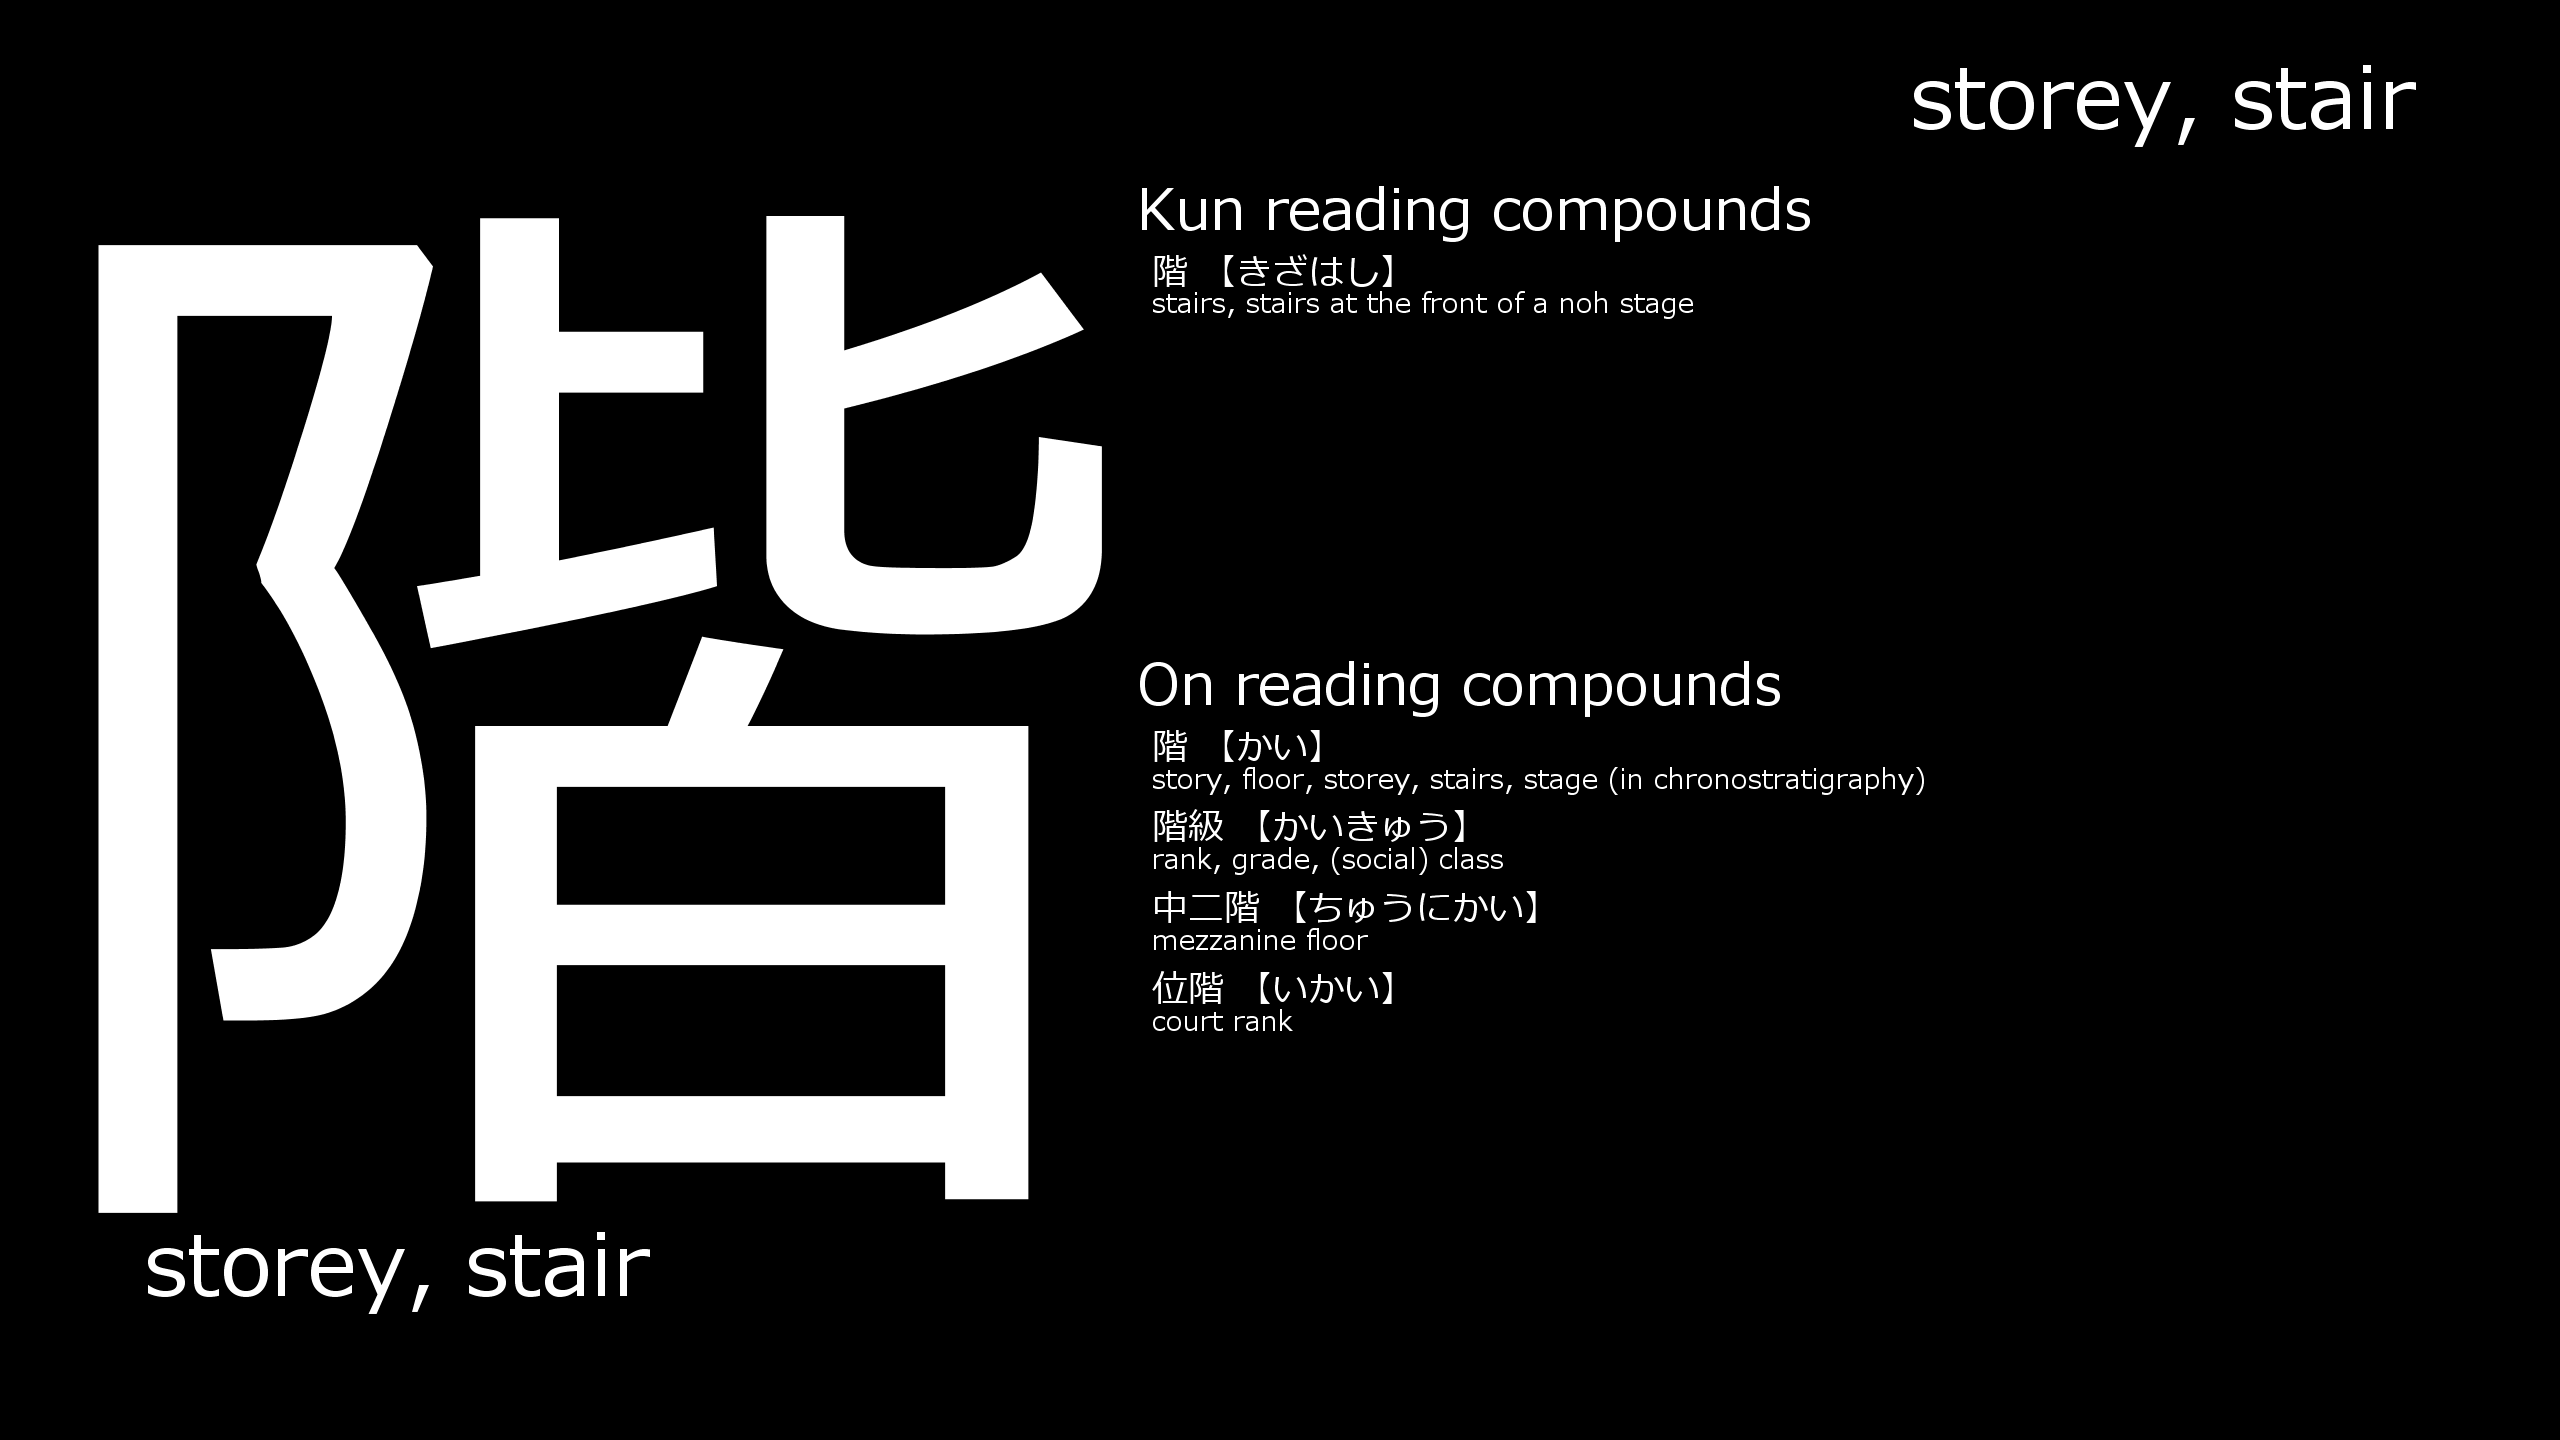 storey, stair
階
storey, stair
Kun reading compounds
階 【きざはし】
stairs, stairs at the front of a noh stage
On reading compounds
階 【かい】
story, floor, storey, stairs, stage (in chronostratigraphy)
階級 【かいきゅう】
rank, grade, (social) class
中二階 【ちゅうにかい】
mezzanine floor
位階 【いかい】
court rank